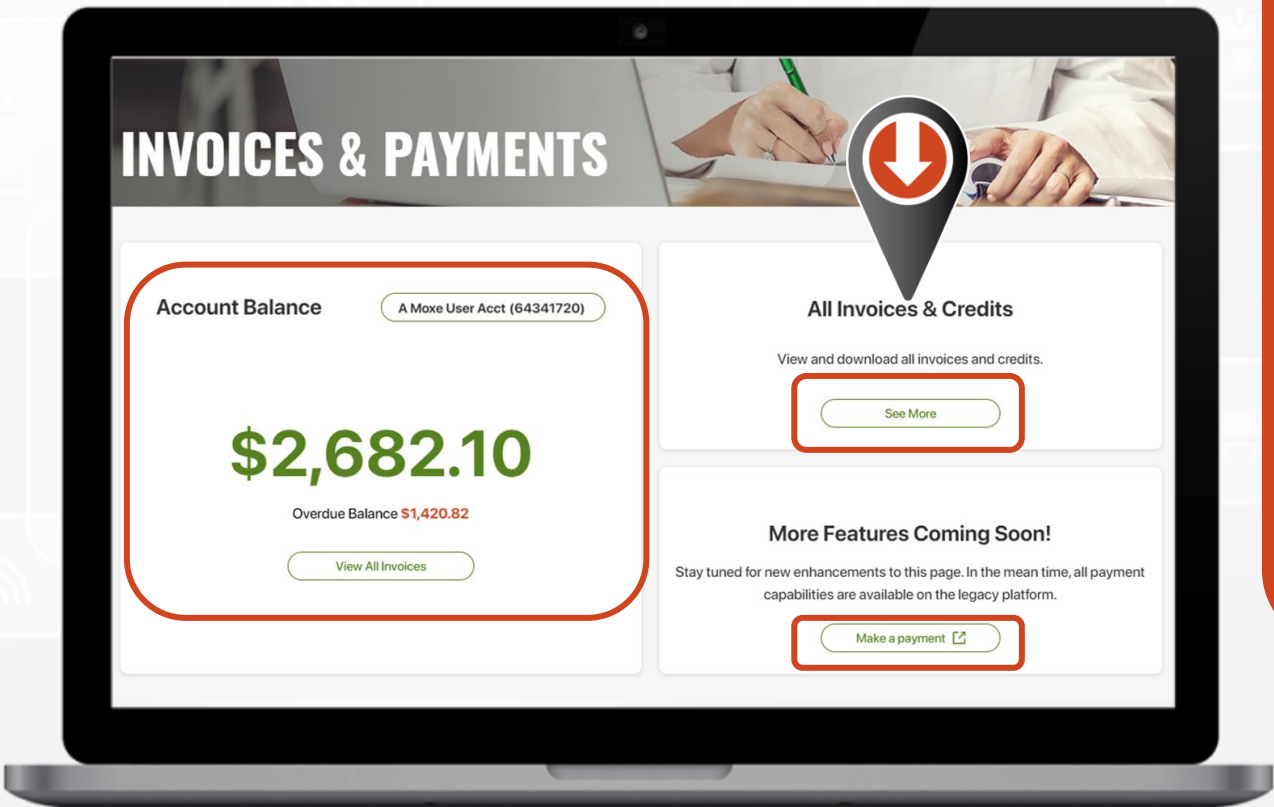 INVOICES & PAYMENTS
Account Balance
A Moxe User Acct (64341720)
$2,682.10
Overdue Balance $1,420.82
View All Invoices
All Invoices & Credits
View and download all invoices and credits.
See More
More Features Coming Soon!
Stay tuned for new enhancements to this page. In the mean time, all payment
capabilities are available on the legacy platform.
Make a payment